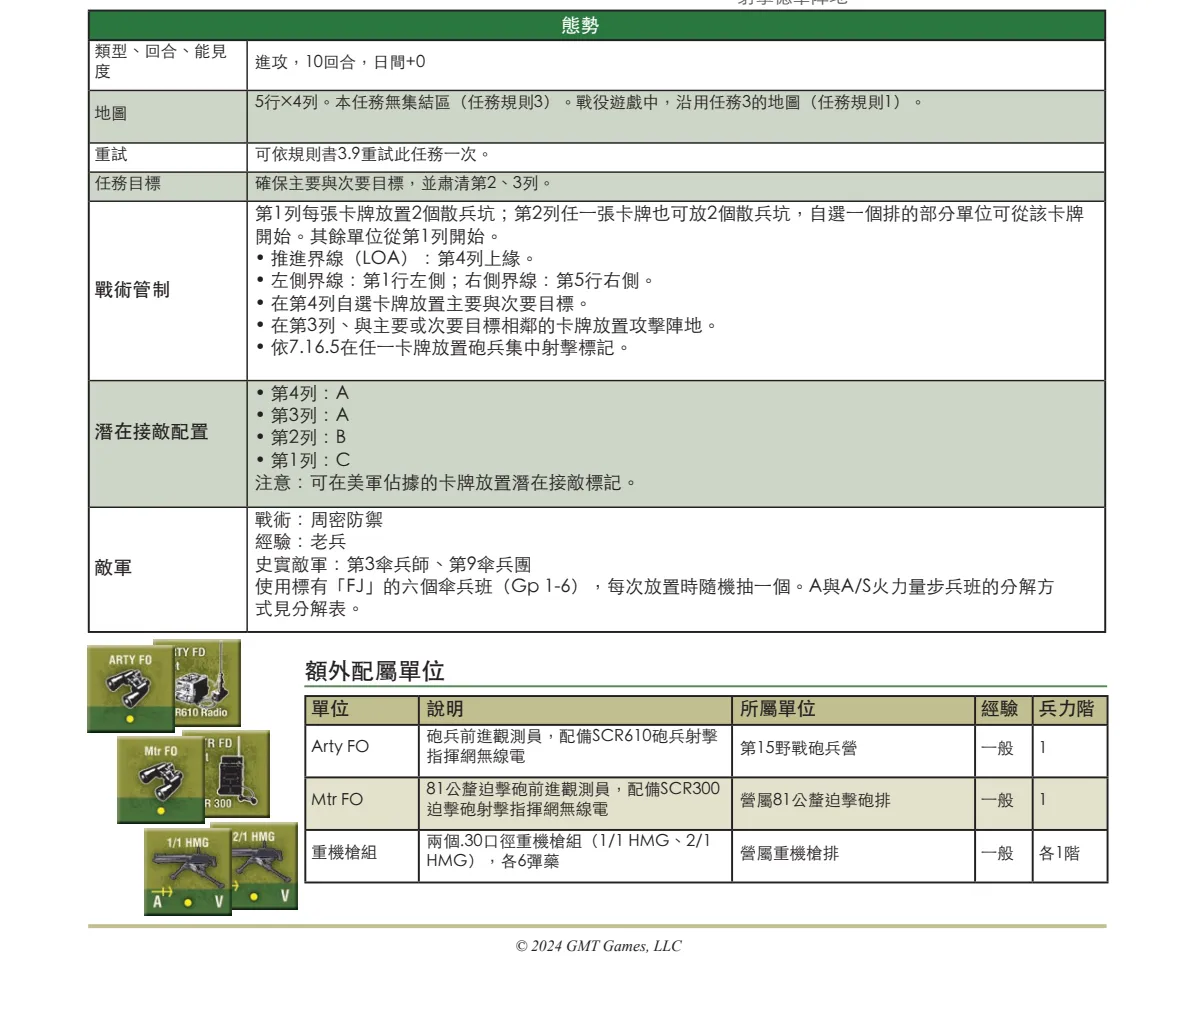 態勢
類型、回合、能見
度
進攻，10回合，日間+0
地圖
5行×4列。本任務無集結區（任務規則3）。戰役遊戲中，沿用任務3的地圖（任務規則1）。
重試
可依規則書3.9重試此任務一次。
任務目標
確保主要與次要目標，並肅清第2、3列。
戰術管制
第1列每張卡牌放置2個散兵坑；第2列任一張卡牌也可放2個散兵坑，自選一個排的部分單位可從該卡牌
開始。其餘單位從第1列開始。
• 推進界線（LOA）：第4列上緣。
• 左側界線：第1行左側；右側界線：第5行右側。
• 在第4列自選卡牌放置主要與次要目標。
• 在第3列、與主要或次要目標相鄰的卡牌放置攻擊陣地。
• 依7.16.5在任一卡牌放置砲兵集中射擊標記。
潛在接敵配置
• 第4列：A
• 第3列：A
• 第2列：B
• 第1列：C
注意：可在美軍佔據的卡牌放置潛在接敵標記。
敵軍
戰術：周密防禦
經驗：老兵
史實敵軍：第3傘兵師、第9傘兵團
使用標有「FJ」的六個傘兵班（Gp 1-6），每次放置時隨機抽一個。A與A/S火力量步兵班的分解方
式見分解表。
ARTY FO
TY FD
t
R610 Radio
Mtr FO
R FD
t
R 300
1/1 HMG
A
V
2/1 HMG
V
額外配屬單位
單位
說明
所屬單位
經驗
兵力階
Arty FO
砲兵前進觀測員，配備SCR610砲兵射擊
指揮網無線電
第15野戰砲兵營
一般
1
Mtr FO
81公釐迫擊砲前進觀測員，配備SCR300
迫擊砲射擊指揮網無線電
營屬81公釐迫擊砲排
一般
1
重機槍組
兩個.30口徑重機槍組（1/1 HMG、2/1
HMG），各6彈藥
營屬重機槍排
一般
各1階
© 2024 GMT Games, LLC